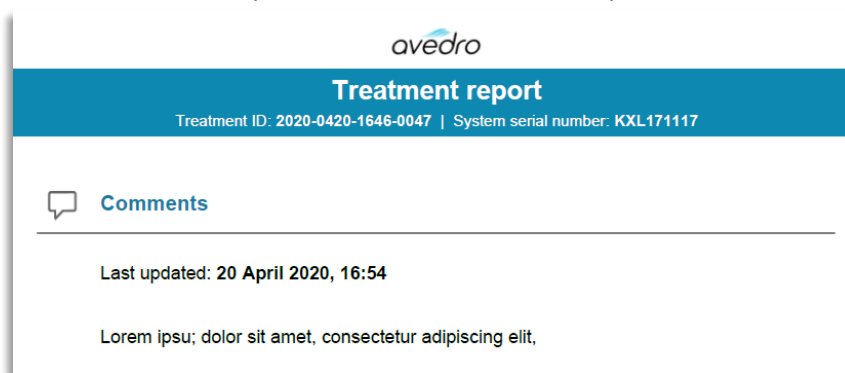 avedro
Treatment report
Treatment ID: 2020-0420-1646-0047 | System serial number: KXL171117
Comments
Last updated: 20 April 2020, 16:54
Lorem ipsu; dolor sit amet, consectetur adipiscing elit,